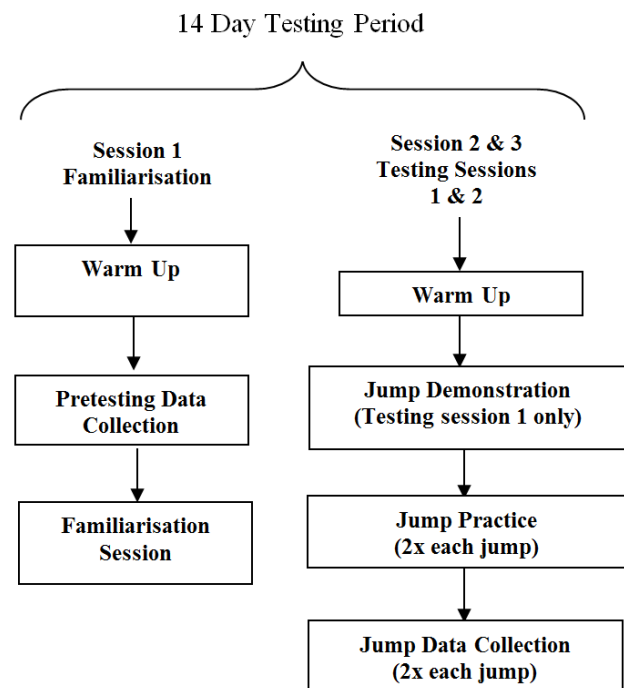 14 Day Testing Period
Session 1
Familiarisation
Warm Up
Pretesting Data
Collection
Familiarisation
Session
Session 2 & 3
Testing Sessions
1 & 2
Warm Up
Jump Demonstration
(Testing session 1 only)
Jump Practice
(2x each jump)
Jump Data Collection
(2x each jump)